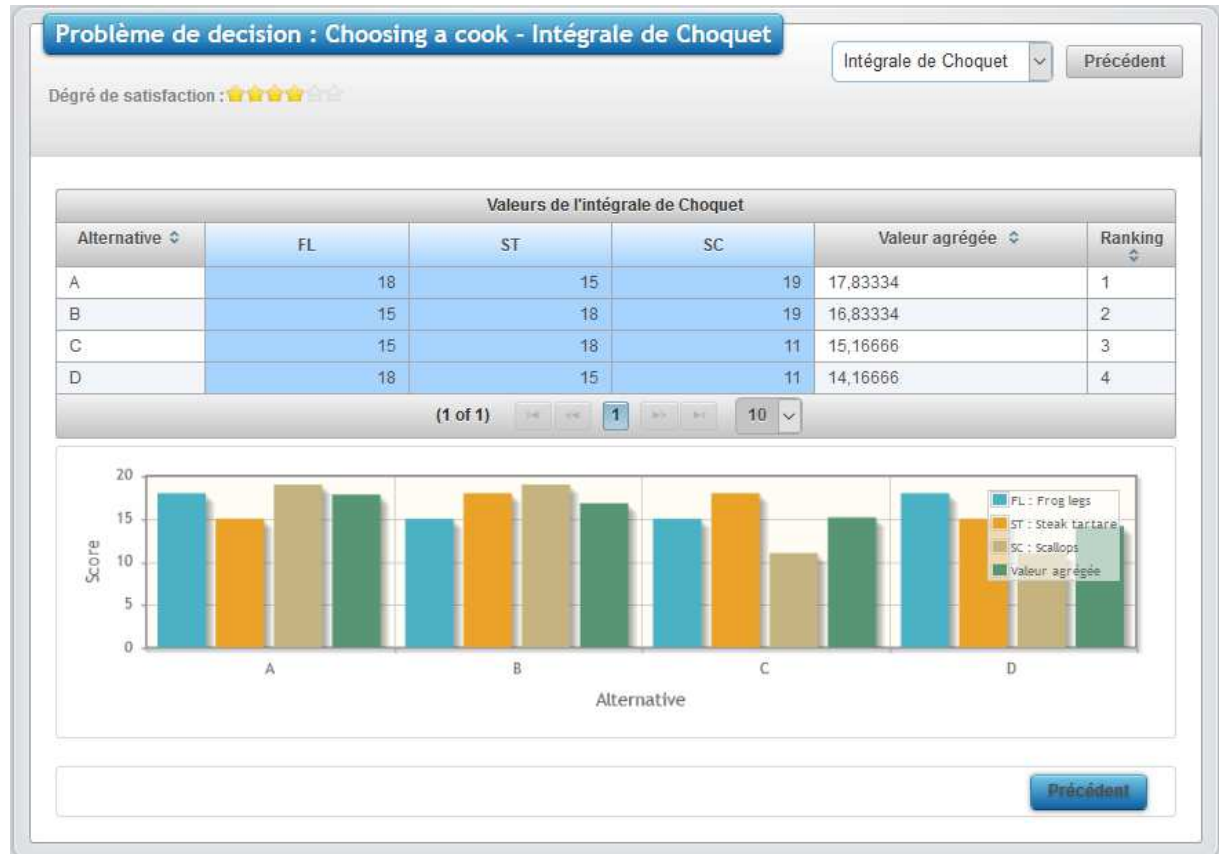 Problème de decision : Choosing a cook - Intégrale de Choquet
Intégrale de Choquet Précédent
Dégré de satisfaction :
Valeurs de l'intégrale de Choquet
Alternative FL ST SC Valeur agrégée Ranking
A 18 15 19 17,83334 1
B 15 18 19 16,83334 2
C 15 18 11 15,16666 3
D 18 15 11 14,16666 4
(1 of 1) 1 10
20
15
10
5
0
Score
FL : Frog legs
ST : Steak tartare
SC : Scallops
Valeur agrégée
A B C D
Alternative
Précédent